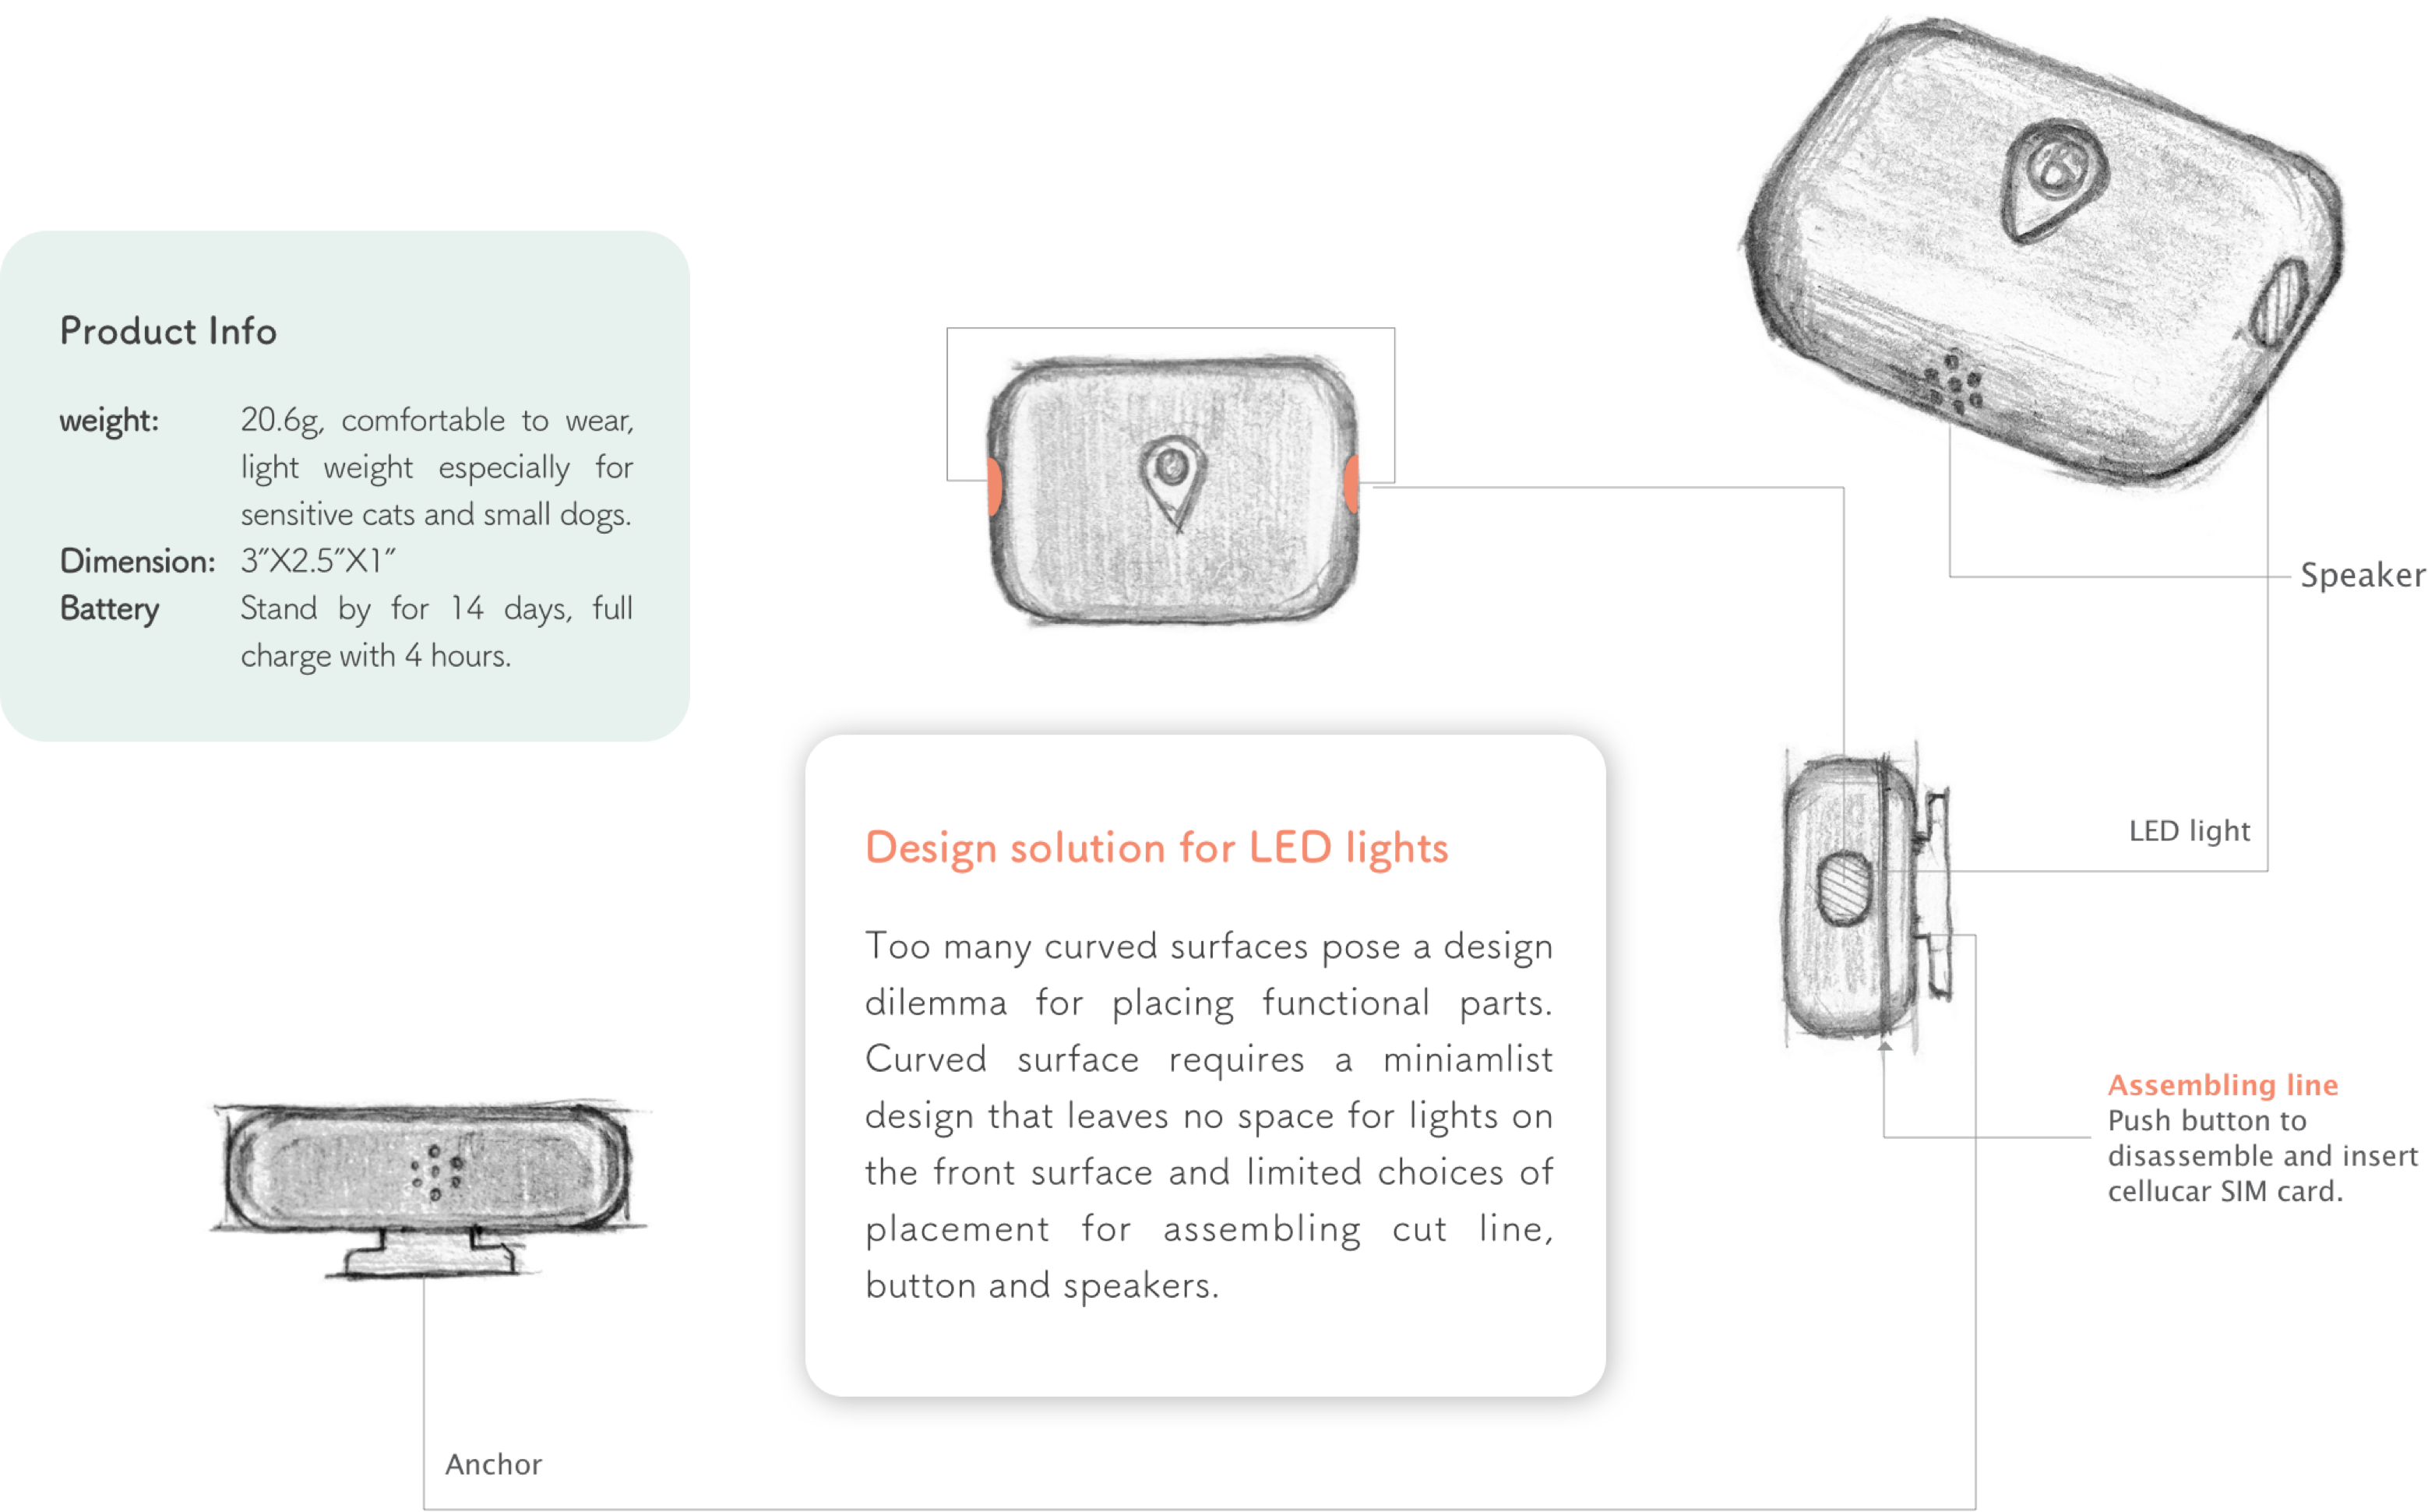 Product Info
weight: 20.6g, comfortable to wear,
light weight especially for
sensitive cats and small dogs.
Dimension: 3”X2.5”X1”
Battery Stand by for 14 days, full
charge with 4 hours.
Speaker
LED light
Design solution for LED lights
Too many curved surfaces pose a design
dilemma for placing functional parts.
Curved surface requires a miniamlist
design that leaves no space for lights on
the front surface and limited choices of
placement for assembling cut line,
button and speakers.
Assembling line
Push button to
disassemble and insert
cellucar SIM card.
Anchor